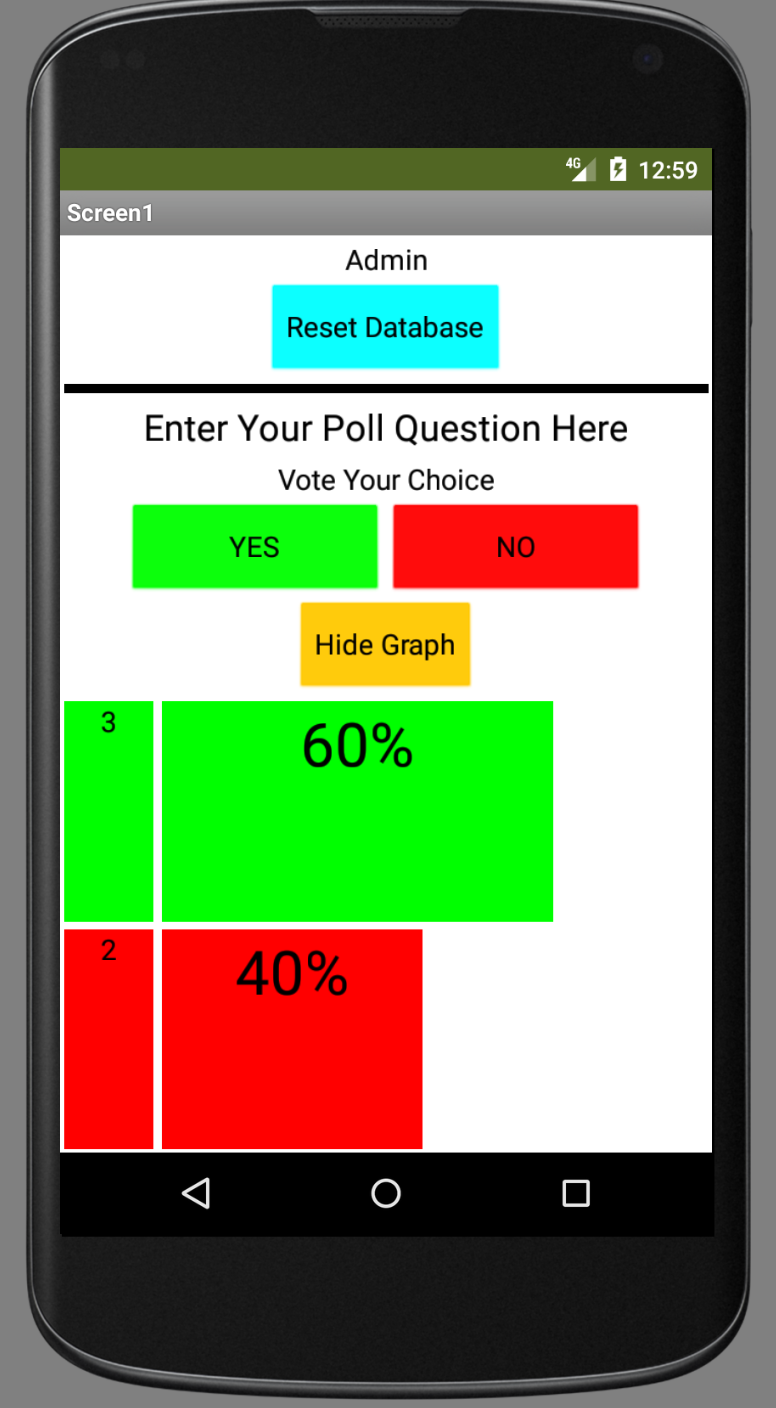 4G 12:59
Screen1
Admin
Reset Database
Enter Your Poll Question Here
Vote Your Choice
YES NO
Hide Graph
3 60%
2 40%